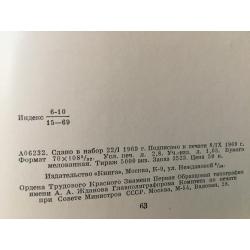 Индекс 6-10
15—69
А06232. Сдано в набор 22/I 1969 г. Подписано к печати 8/IX 1969 г.
Формат 70×108¹/₃₂. Усл. печ. л. 2,8. Уч.-изд. л. 1,65. Бумага
мелованная. Тираж 5000 экз. Заказ 3523. Цена 50 к.
Издательство «Книга», Москва, К-9, ул. Неждановой,
Ордена Трудового Красного Знамени Первая Образцовая типография
имени А. А. Жданова Главполиграфпрома Комитета по печати
при Совете Министров СССР, Москва, М-54, Валовая, 28.
63